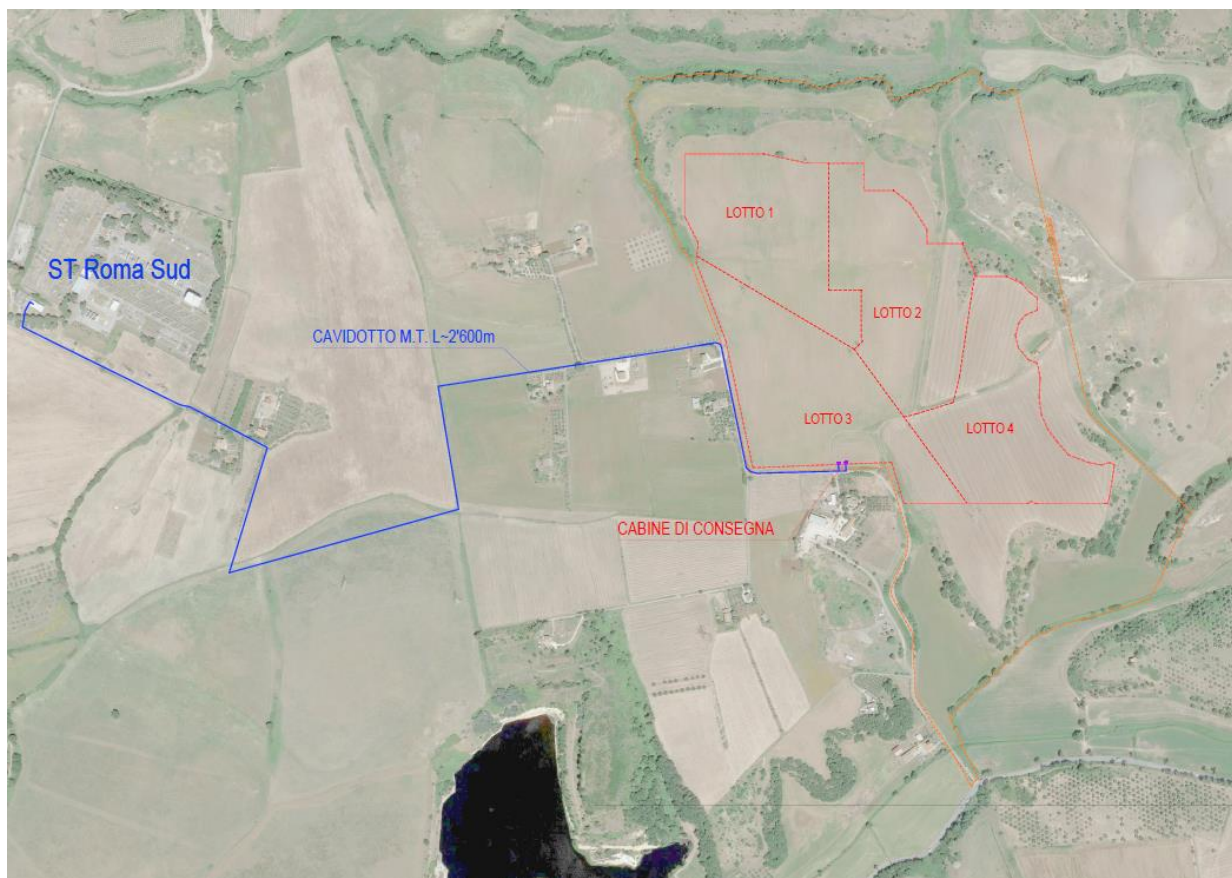 LOTTO 1
ST Roma Sud
LOTTO 2
CAVIDOTTO M.T. L~2'600m
LOTTO 3
LOTTO 4
CABINE DI CONSEGNA